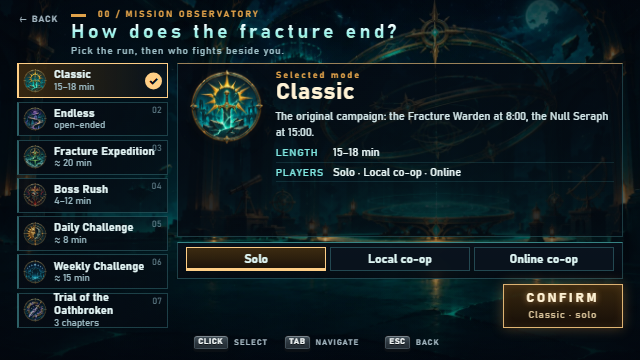 ← BACK
00 / MISSION OBSERVATORY
How does the fracture end?
Pick the run, then who fights beside you.
Classic
15–18 min
Endless
02
open-ended
Fracture Expedition
03
≈ 20 min
Boss Rush
04
4–12 min
Daily Challenge
05
≈ 8 min
Weekly Challenge
06
≈ 15 min
Trial of the
Oathbroken
07
3 chapters
Selected mode
Classic
The original campaign: the Fracture Warden at 8:00, the Null Seraph
at 15:00.
LENGTH 15–18 min
PLAYERS Solo · Local co-op · Online
Solo
Local co-op
Online co-op
CONFIRM
Classic · solo
CLICK SELECT TAB NAVIGATE ESC BACK